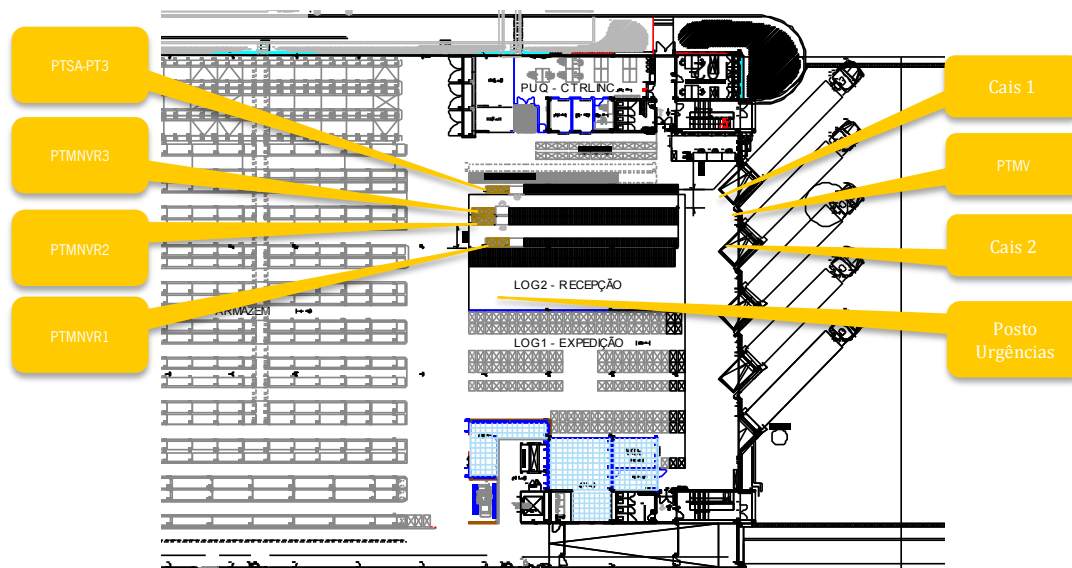 PTSA-PT3
PTMNVR3
PTMNVR2
PTMNVR1
PUQ - CTRLINC
LOG2 - RECEPÇÃO
ARMAZEM
LOG1 - EXPEDIÇÃO
Cais 1
PTMV
Cais 2
Posto
Urgências